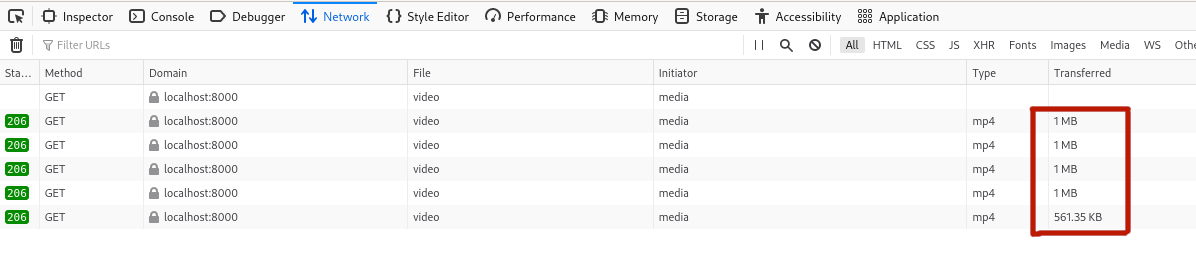 Inspector Console Debugger Network Style Editor Performance Memory Storage Accessibility Application
Filter URLs All HTML CSS JS XHR Fonts Images Media WS Othe
Sta... Method Domain File Initiator Type Transferred
GET localhost:8000 video media
206 GET localhost:8000 video media mp4 1 MB
206 GET localhost:8000 video media mp4 1 MB
206 GET localhost:8000 video media mp4 1 MB
206 GET localhost:8000 video media mp4 1 MB
206 GET localhost:8000 video media mp4 561.35 KB